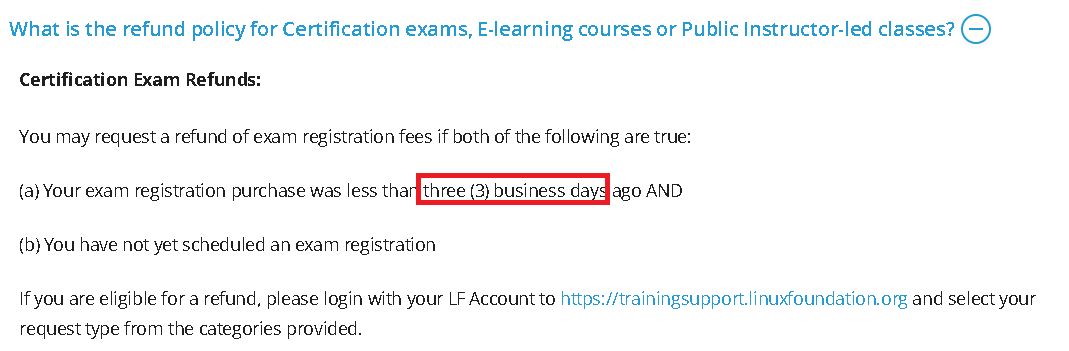 What is the refund policy for Certification exams, E-learning courses or Public Instructor-led classes?
Certification Exam Refunds:
You may request a refund of exam registration fees if both of the following are true:
(a) Your exam registration purchase was less than three (3) business days ago AND
(b) You have not yet scheduled an exam registration
If you are eligible for a refund, please login with your LF Account to https://trainingsupport.linuxfoundation.org and select your
request type from the categories provided.